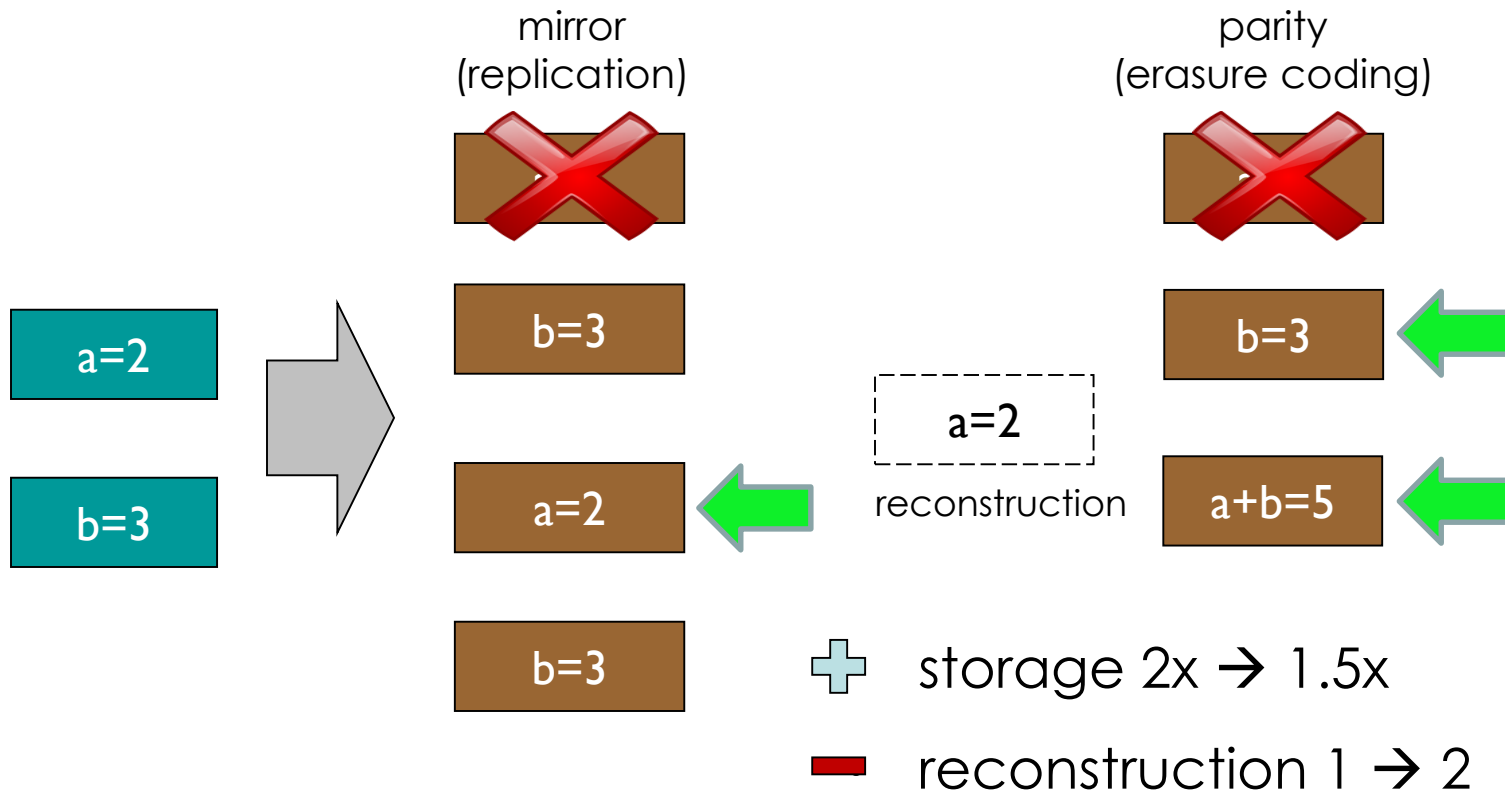 mirror
(replication)
parity
(erasure coding)
a=2
b=3
b=3
a=2
b=3
a=2
reconstruction
b=3
a+b=5
storage 2x → 1.5x
reconstruction 1 → 2